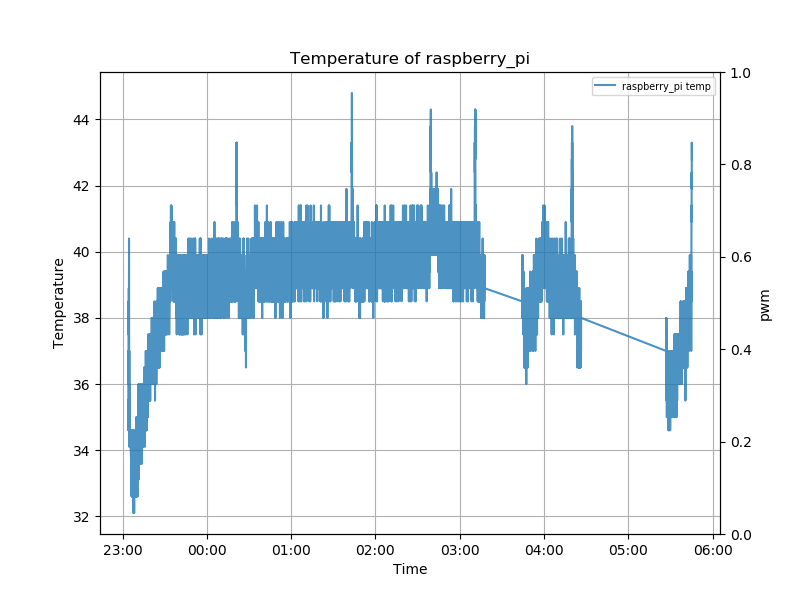 Temperature of raspberry_pi
raspberry_pi temp
44
42
40
38
36
34
32
Temperature
1.0
0.8
0.6
0.4
0.2
0.0
pwm
23:00 00:00 01:00 02:00 03:00 04:00 05:00 06:00
Time